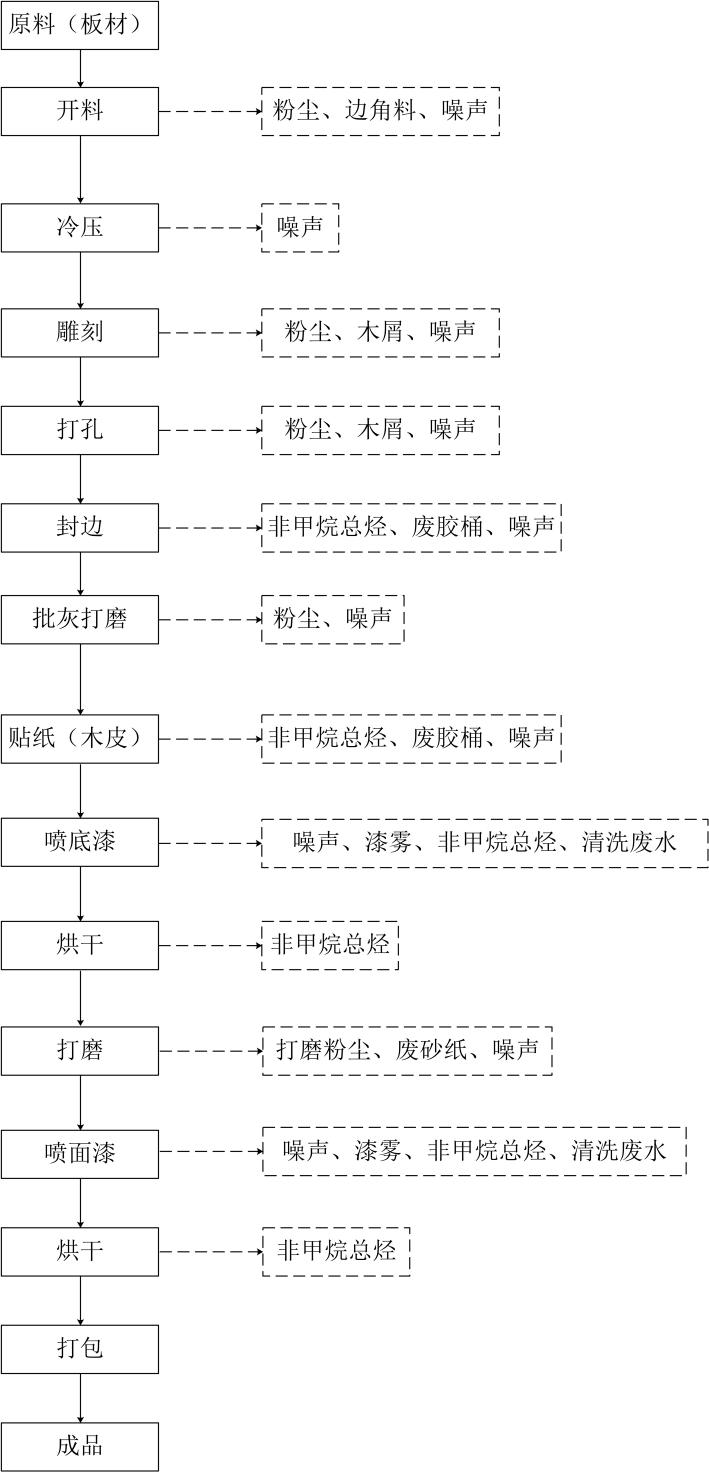 原料（板材）
开料
粉尘、边角料、噪声
冷压
噪声
雕刻
粉尘、木屑、噪声
打孔
粉尘、木屑、噪声
封边
非甲烷总烃、废胶桶、噪声
批灰打磨
粉尘、噪声
贴纸（木皮）
非甲烷总烃、废胶桶、噪声
喷底漆
噪声、漆雾、非甲烷总烃、清洗废水
烘干
非甲烷总烃
打磨
打磨粉尘、废砂纸、噪声
喷面漆
噪声、漆雾、非甲烷总烃、清洗废水
烘干
非甲烷总烃
打包
成品